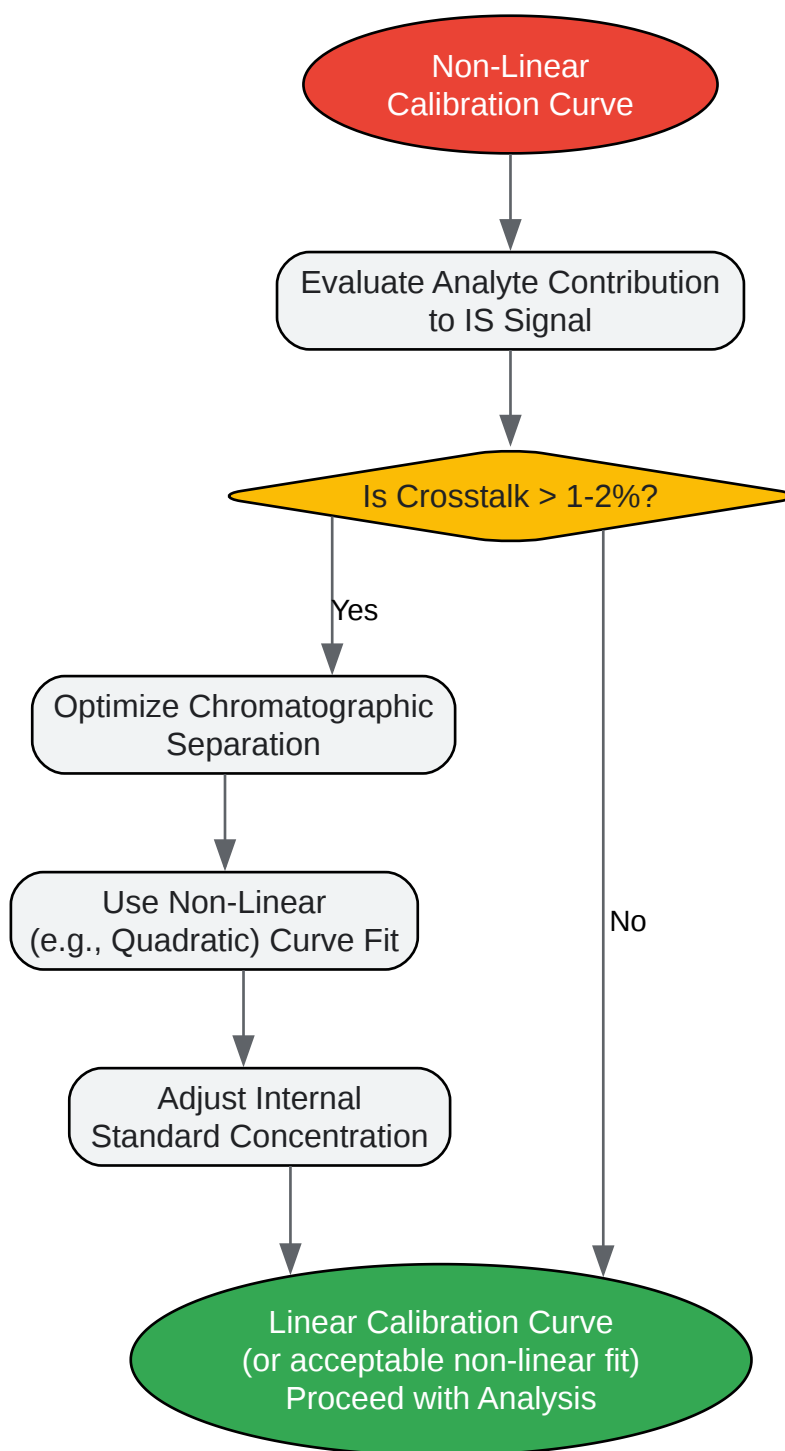 Non-Linear
Calibration Curve
Evaluate Analyte Contribution
to IS Signal
Is Crosstalk > 1-2%?
Yes
Optimize Chromatographic
Separation
Use Non-Linear
(e.g., Quadratic) Curve Fit
No
Adjust Internal
Standard Concentration
Linear Calibration Curve
(or acceptable non-linear fit)
Proceed with Analysis